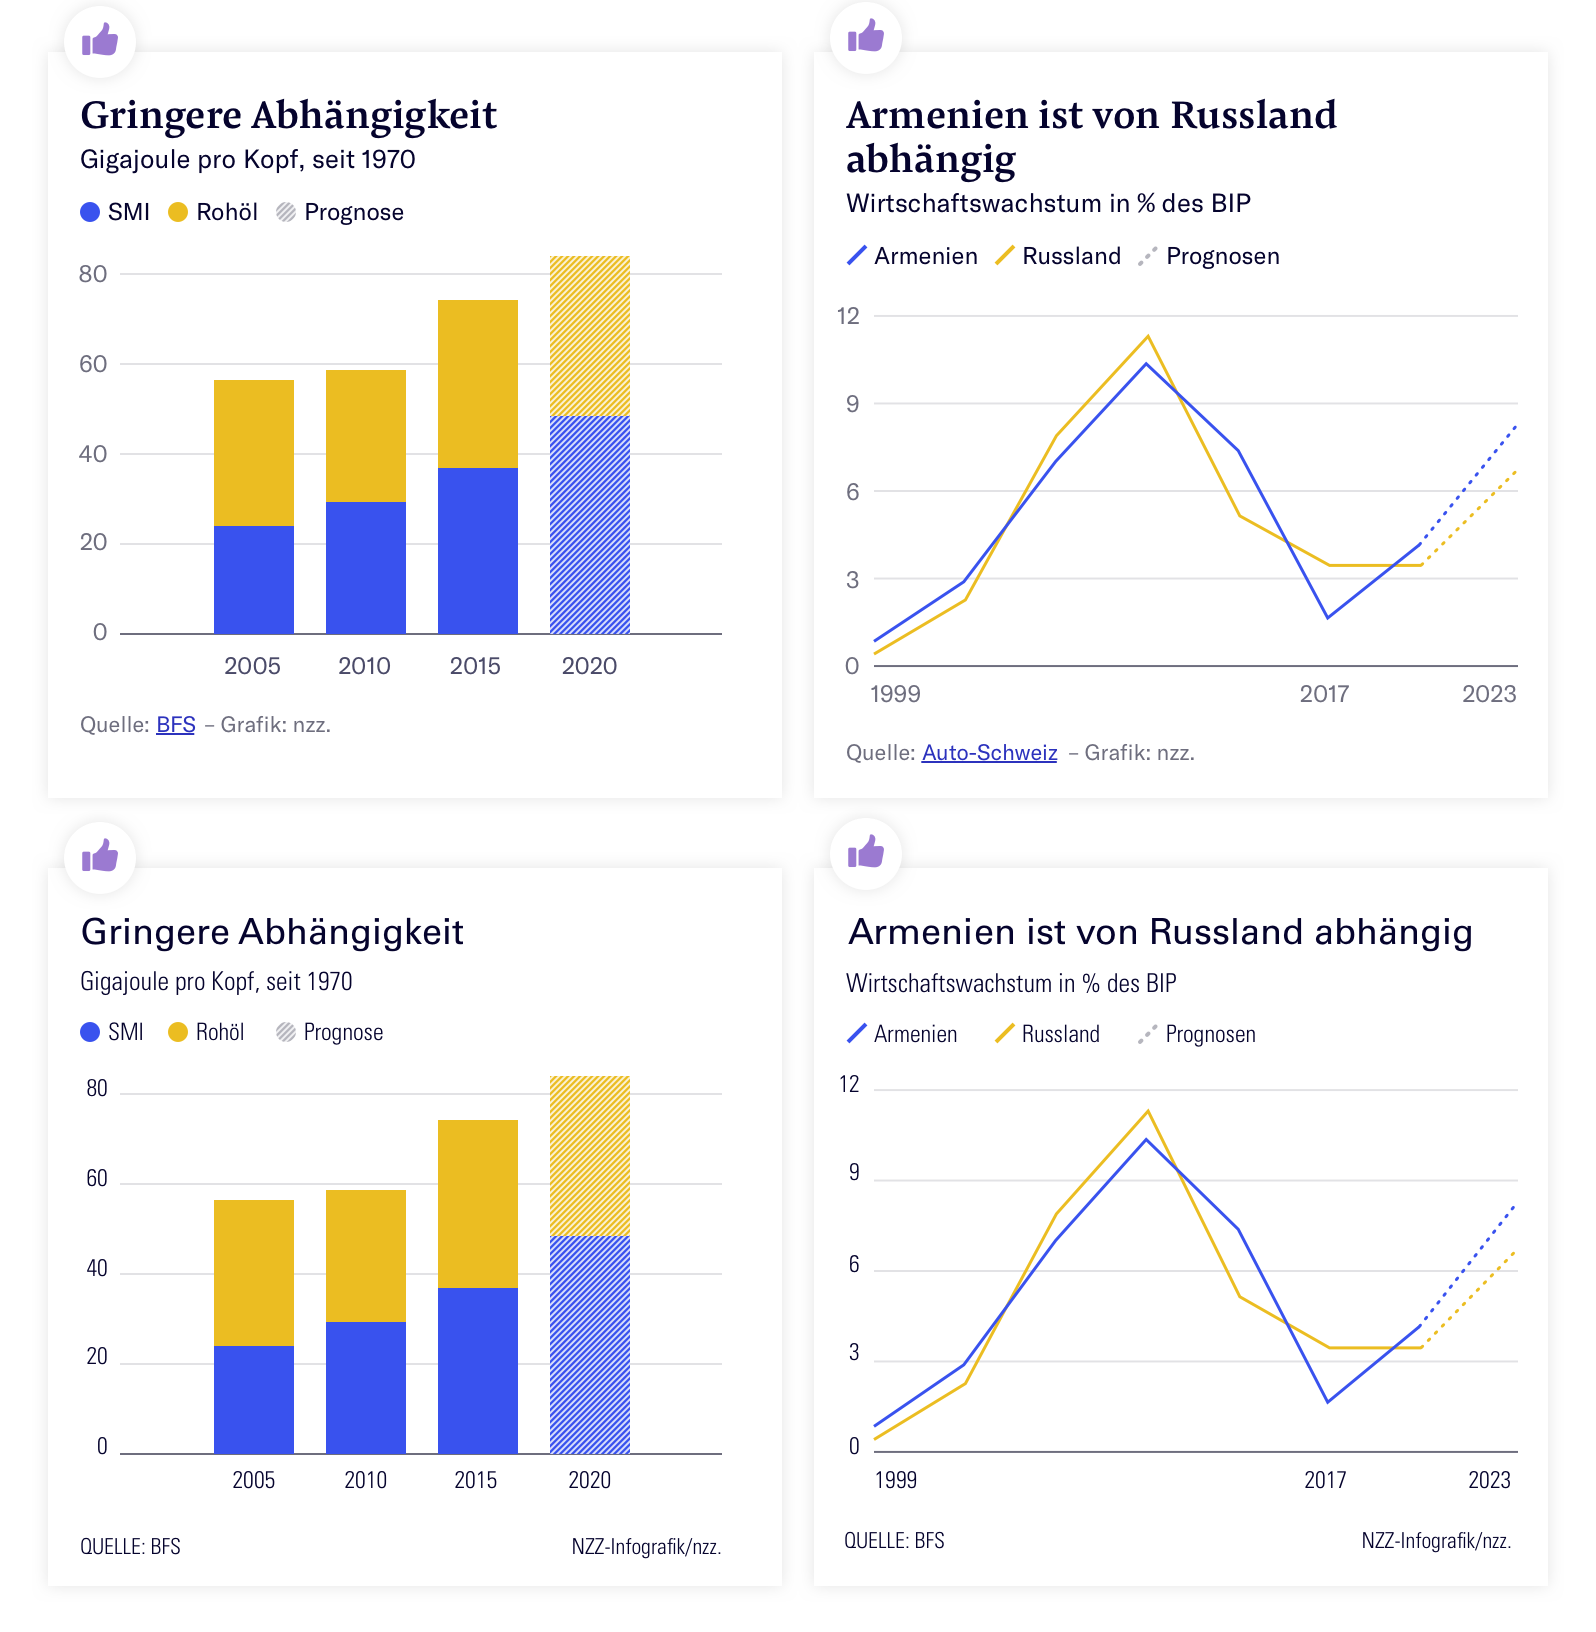 Gringere Abhängigkeit
Gigajoule pro Kopf, seit 1970
SMI Rohöl Prognose
80
60
40
20
0
2005 2010 2015 2020
Quelle: BFS – Grafik: nzz.
Armenien ist von Russland
abhängig
Wirtschaftswachstum in % des BIP
Armenien Russland Prognosen
12
9
6
3
0
1999 2017 2023
Quelle: Auto-Schweiz – Grafik: nzz.
Gringere Abhängigkeit
Gigajoule pro Kopf, seit 1970
SMI Rohöl Prognose
80
60
40
20
0
2005 2010 2015 2020
QUELLE: BFS NZZ-Infografik/nzz.
Armenien ist von Russland abhängig
Wirtschaftswachstum in % des BIP
Armenien Russland Prognosen
12
9
6
3
0
1999 2017 2023
QUELLE: BFS NZZ-Infografik/nzz.